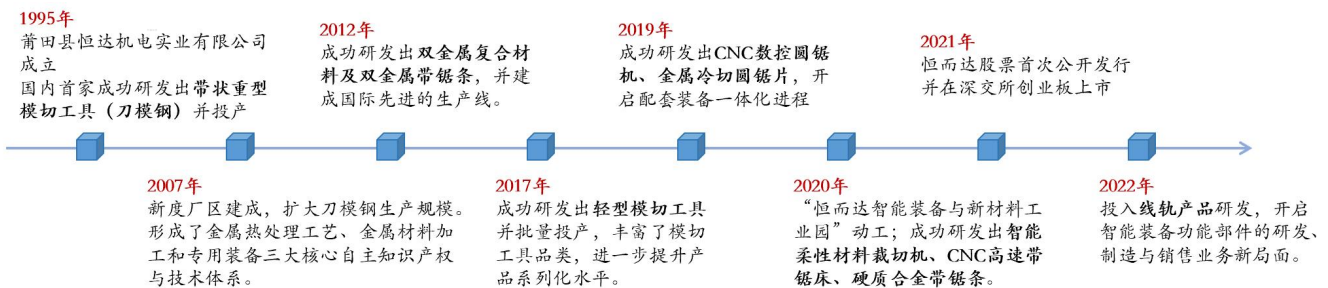 1995年
莆田县恒达机电实业有限公司
成立
国内首家成功研发出带状重型
模切工具（刀模钢）并投产
2007年
新度厂区建成，扩大刀模钢生产规模。
形成了金属热处理工艺、金属材料加
工和专用装备三大核心自主知识产权
与技术体系。
2012年
成功研发出双金属复合材
料及双金属带锯条，并建
成国际先进的生产线。
2017年
成功研发出轻型模切工具
并批量投产，丰富了模切
工具品类，进一步提升产
品系列化水平。
2019年
成功研发出CNC数控圆锯
机、金属冷切圆锯片，开
启配套装备一体化进程
2020年
“恒而达智能装备与新材料工
业园”动工；成功研发出智能
柔性材料裁切机、CNC高速带
锯床、硬质合金带锯条。
2021年
恒而达股票首次公开发行
并在深交所创业板上市
2022年
投入线轨产品研发，开启
智能装备功能部件的研发、
制造与销售业务新局面。